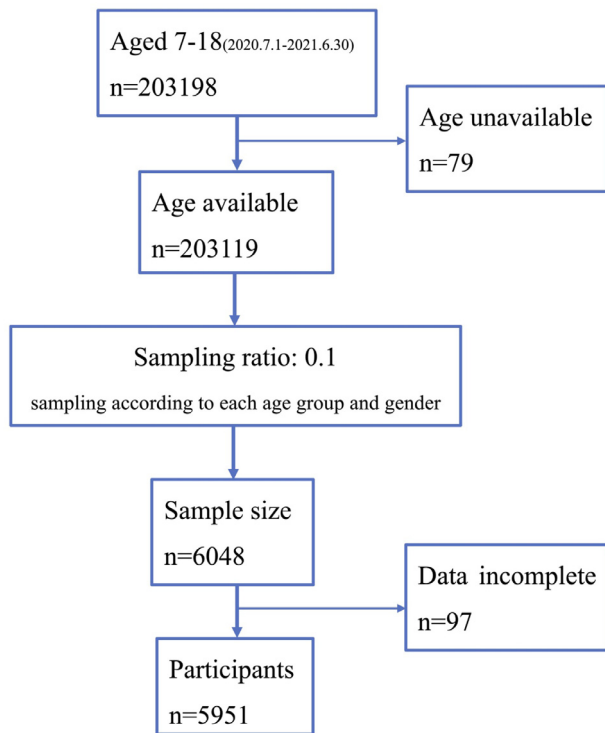 Aged 7-18(2020.7.1-2021.6.30)
n=203198
Age unavailable
n=79
Age available
n=203119
Sampling ratio: 0.1
sampling according to each age group and gender
Sample size
n=6048
Data incomplete
n=97
Participants
n=5951